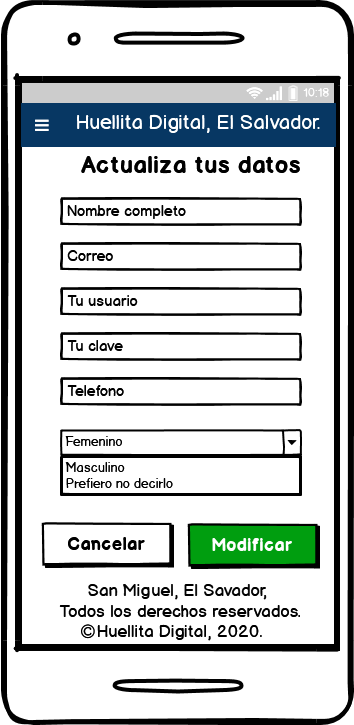 10:18
Huellita Digital, El Salvador.
Actualiza tus datos
Nombre completo
Correo
Tu usuario
Tu clave
Telefono
Femenino
Masculino
Prefiero no decirlo
Cancelar
Modificar
San Miguel, El Savador,
Todos los derechos reservados.
©Huellita Digital, 2020.